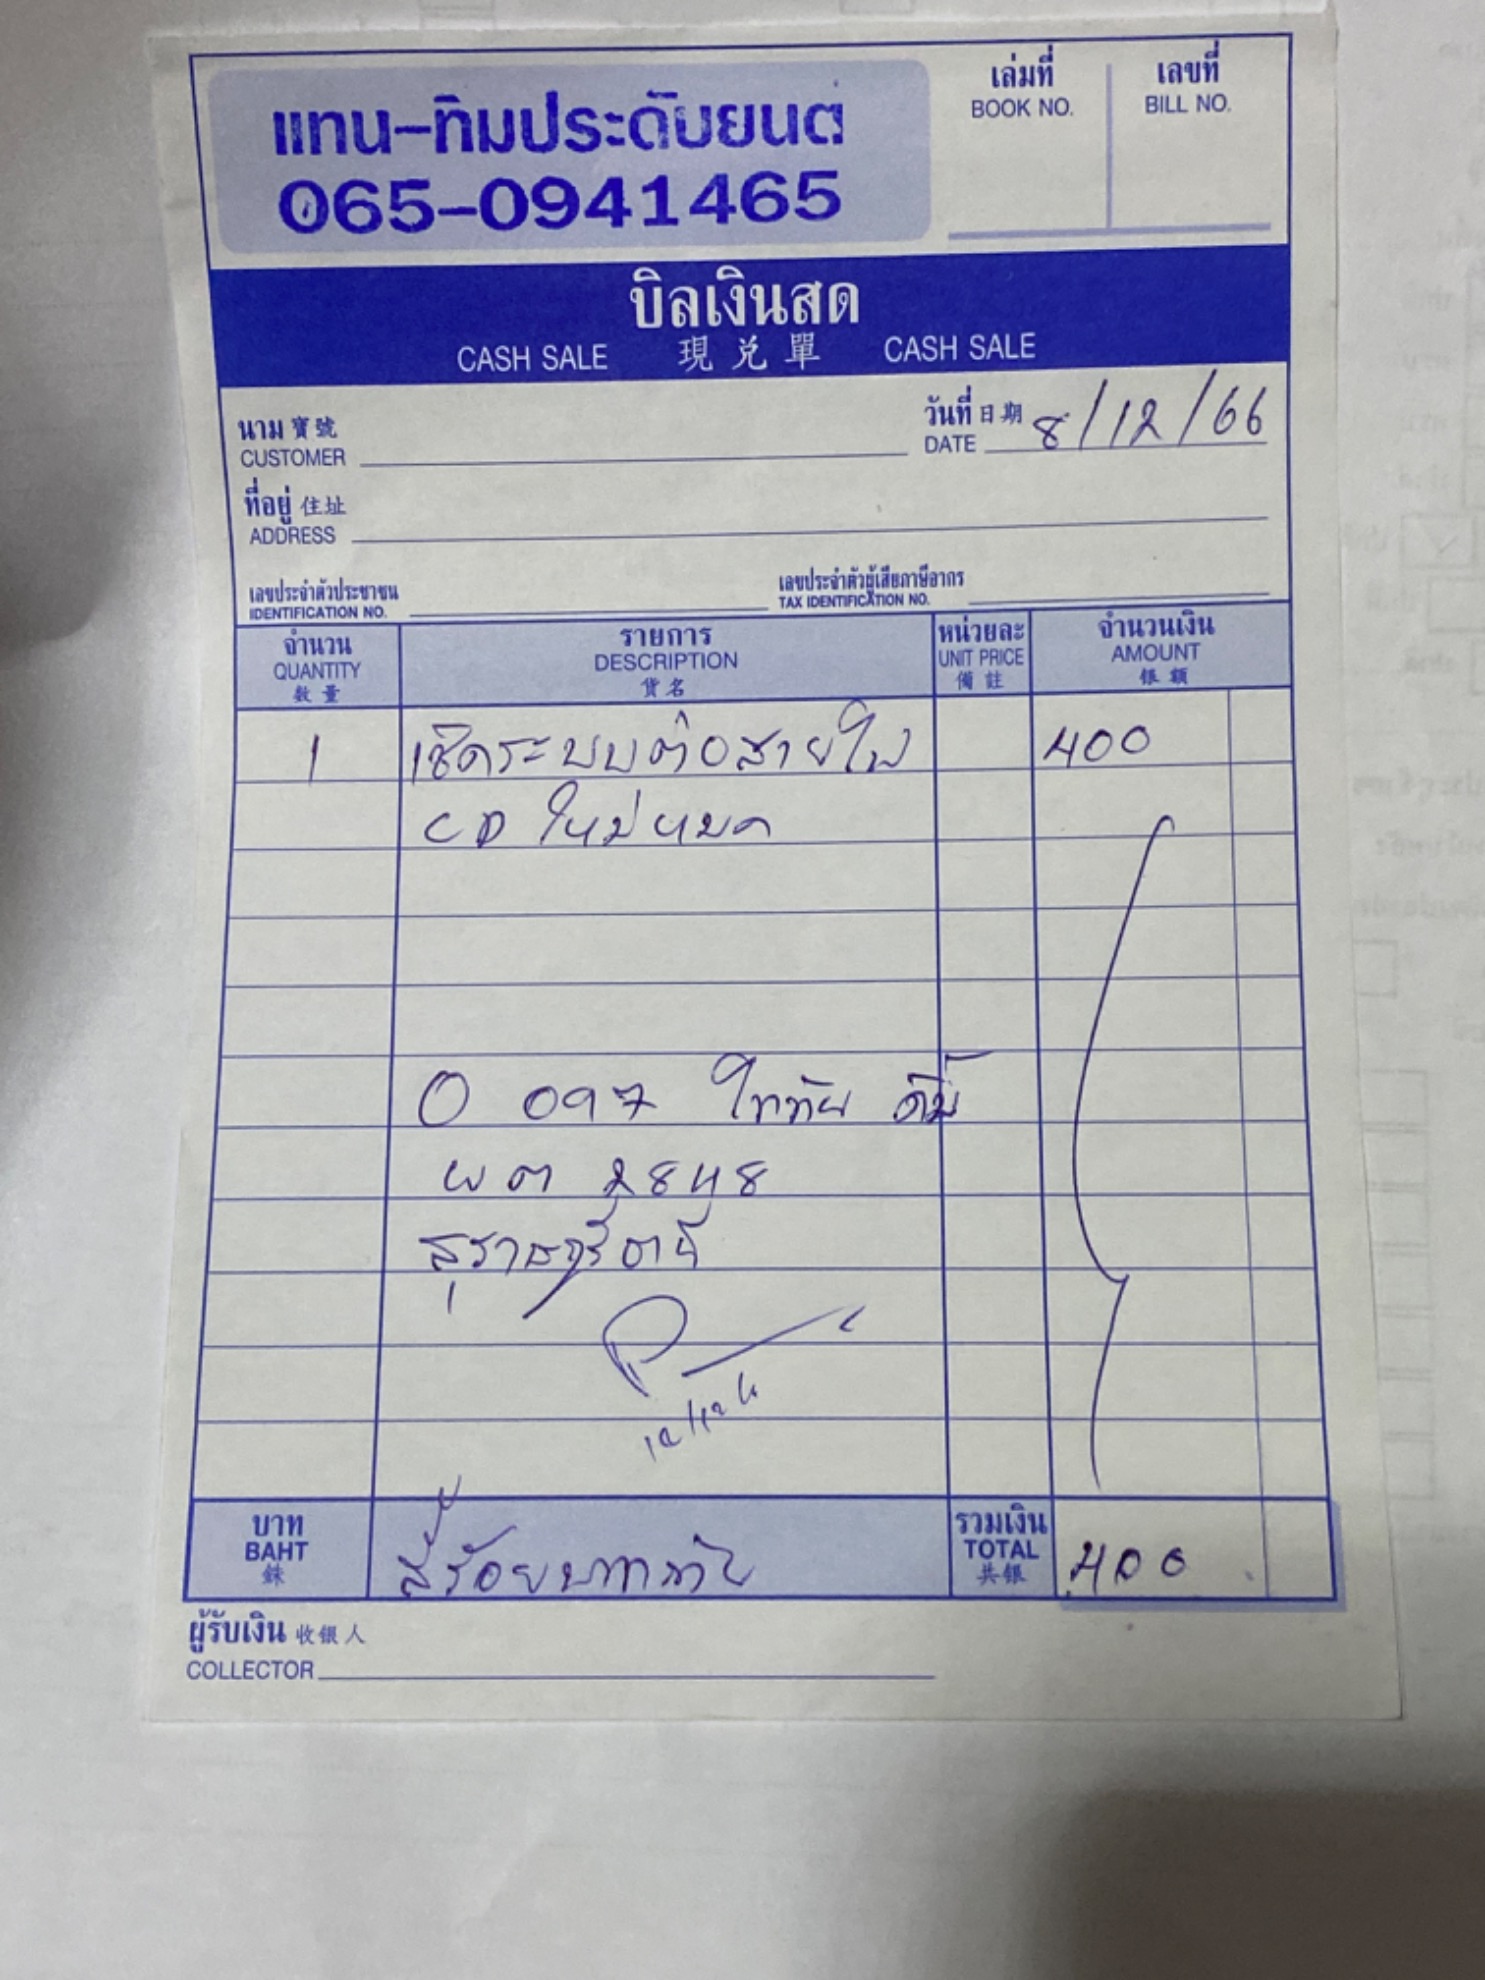 แทน-ทิมประดับยนต์
065-0941465
เล่มที่
BOOK NO.
เลขที่
BILL NO.
บิลเงินสด
CASH SALE 現兌單 CASH SALE
นาม 寶號
CUSTOMER
วันที่ 日期 8/12/66
DATE
ที่อยู่ 住址
ADDRESS
เลขประจำตัวประชาชน
IDENTIFICATION NO.
เลขประจำตัวผู้เสียภาษีอากร
TAX IDENTIFICATION NO.
จำนวน รายการ หน่วยละ จำนวนเงิน
QUANTITY DESCRIPTION UNIT PRICE AMOUNT
數量 貨名 備註 銀額
1 เช็คระบบต่อสายไฟ 400
CD ใหม่หมด
0 097
ผต 2848
สุราษฎร์ธานี
บาท สี่ร้อยบาทถ้วน รวมเงิน 400
BAHT TOTAL
銖 共銀
ผู้รับเงิน 收銀人
COLLECTOR